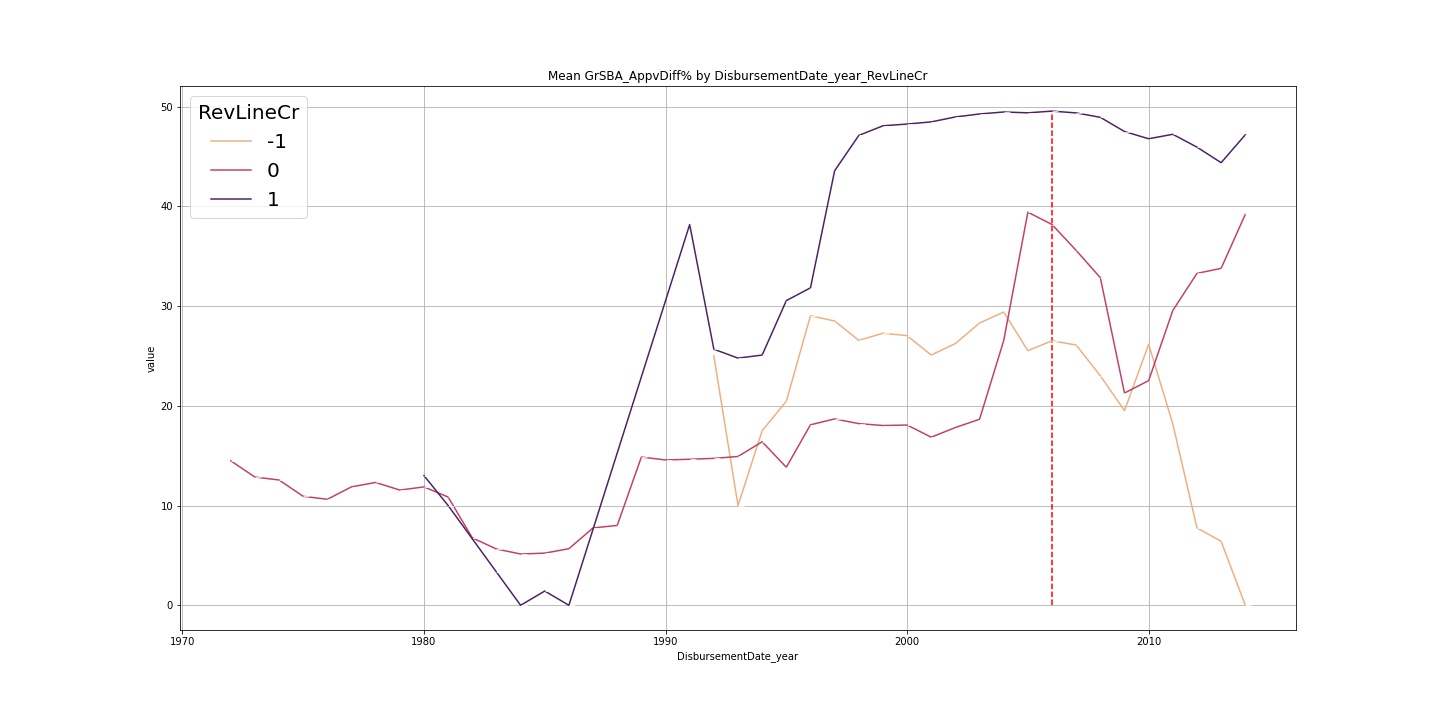 Mean GrSBA_AppvDiff% by DisbursementDate_year_RevLineCr
RevLineCr
-1
0
1
50
40
30
20
10
0
value
1970 1980 1990 2000 2010
DisbursementDate_year